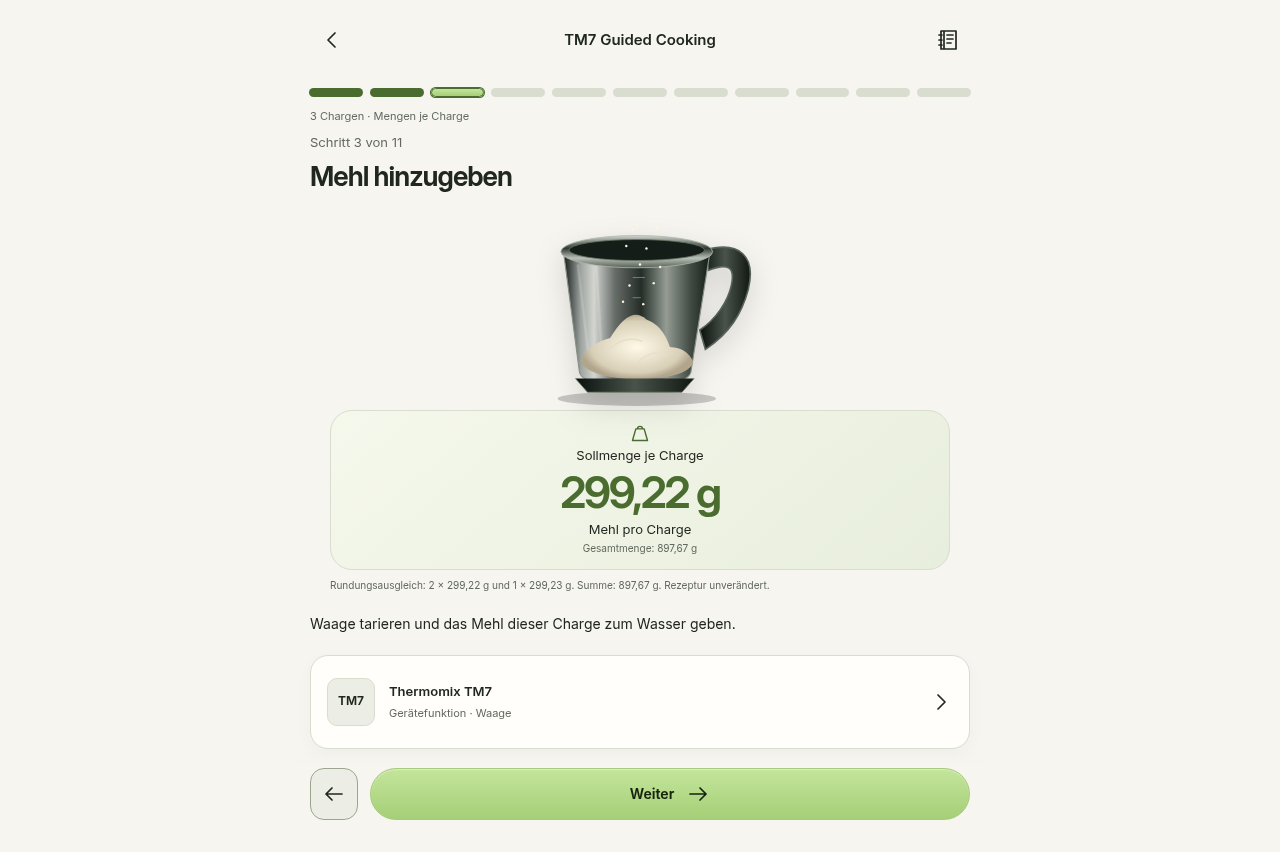 TM7 Guided Cooking
3 Chargen · Mengen je Charge
Schritt 3 von 11
Mehl hinzugeben
Sollmenge je Charge
299,22 g
Mehl pro Charge
Gesamtmenge: 897,67 g
Rundungsausgleich: 2 × 299,22 g und 1 × 299,23 g. Summe: 897,67 g. Rezeptur unverändert.
Waage tarieren und das Mehl dieser Charge zum Wasser geben.
TM7
Thermomix TM7
Gerätefunktion · Waage
Weiter